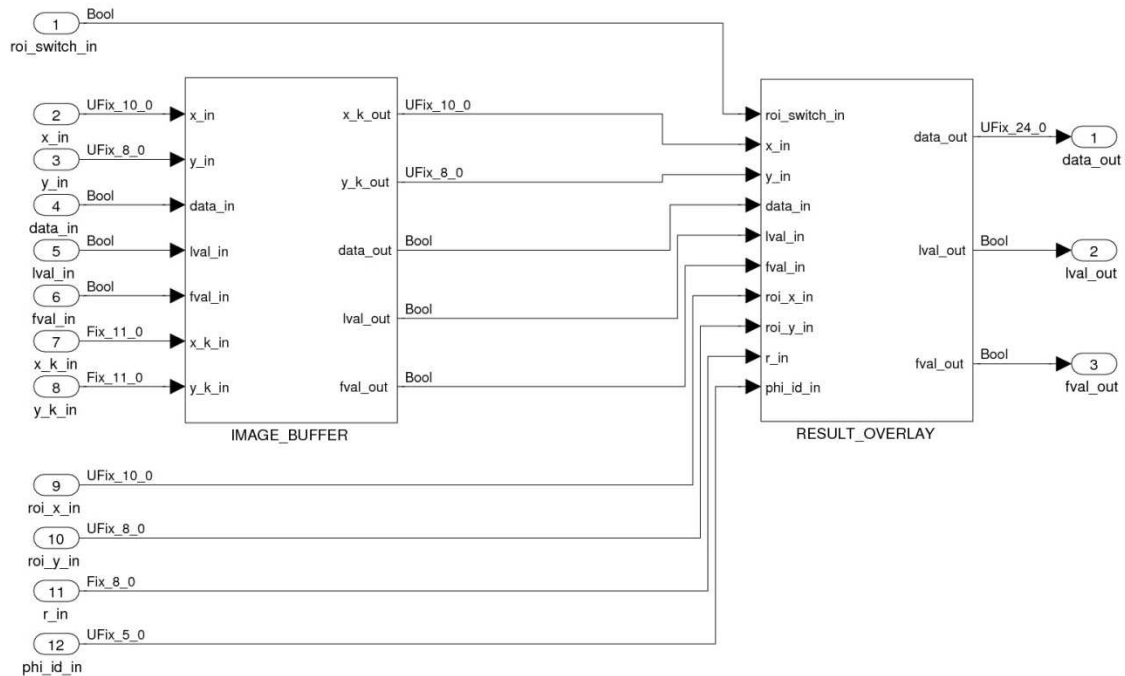 1
Bool
roi_switch_in
2
UFix_10_0
x_in
3
UFix_8_0
y_in
4
Bool
data_in
5
Bool
lval_in
6
Bool
fval_in
7
Fix_11_0
x_k_in
8
Fix_11_0
y_k_in
x_in
y_in
data_in
lval_in
fval_in
x_k_in
y_k_in
x_k_out
y_k_out
data_out
lval_out
fval_out
IMAGE_BUFFER
UFix_10_0
UFix_8_0
Bool
Bool
Bool
roi_switch_in
x_in
y_in
data_in
lval_in
fval_in
roi_x_in
roi_y_in
r_in
phi_id_in
data_out
lval_out
fval_out
RESULT_OVERLAY
UFix_24_0
1
data_out
Bool
2
lval_out
Bool
3
fval_out
9
UFix_10_0
roi_x_in
10
UFix_8_0
roi_y_in
11
Fix_8_0
r_in
12
UFix_5_0
phi_id_in